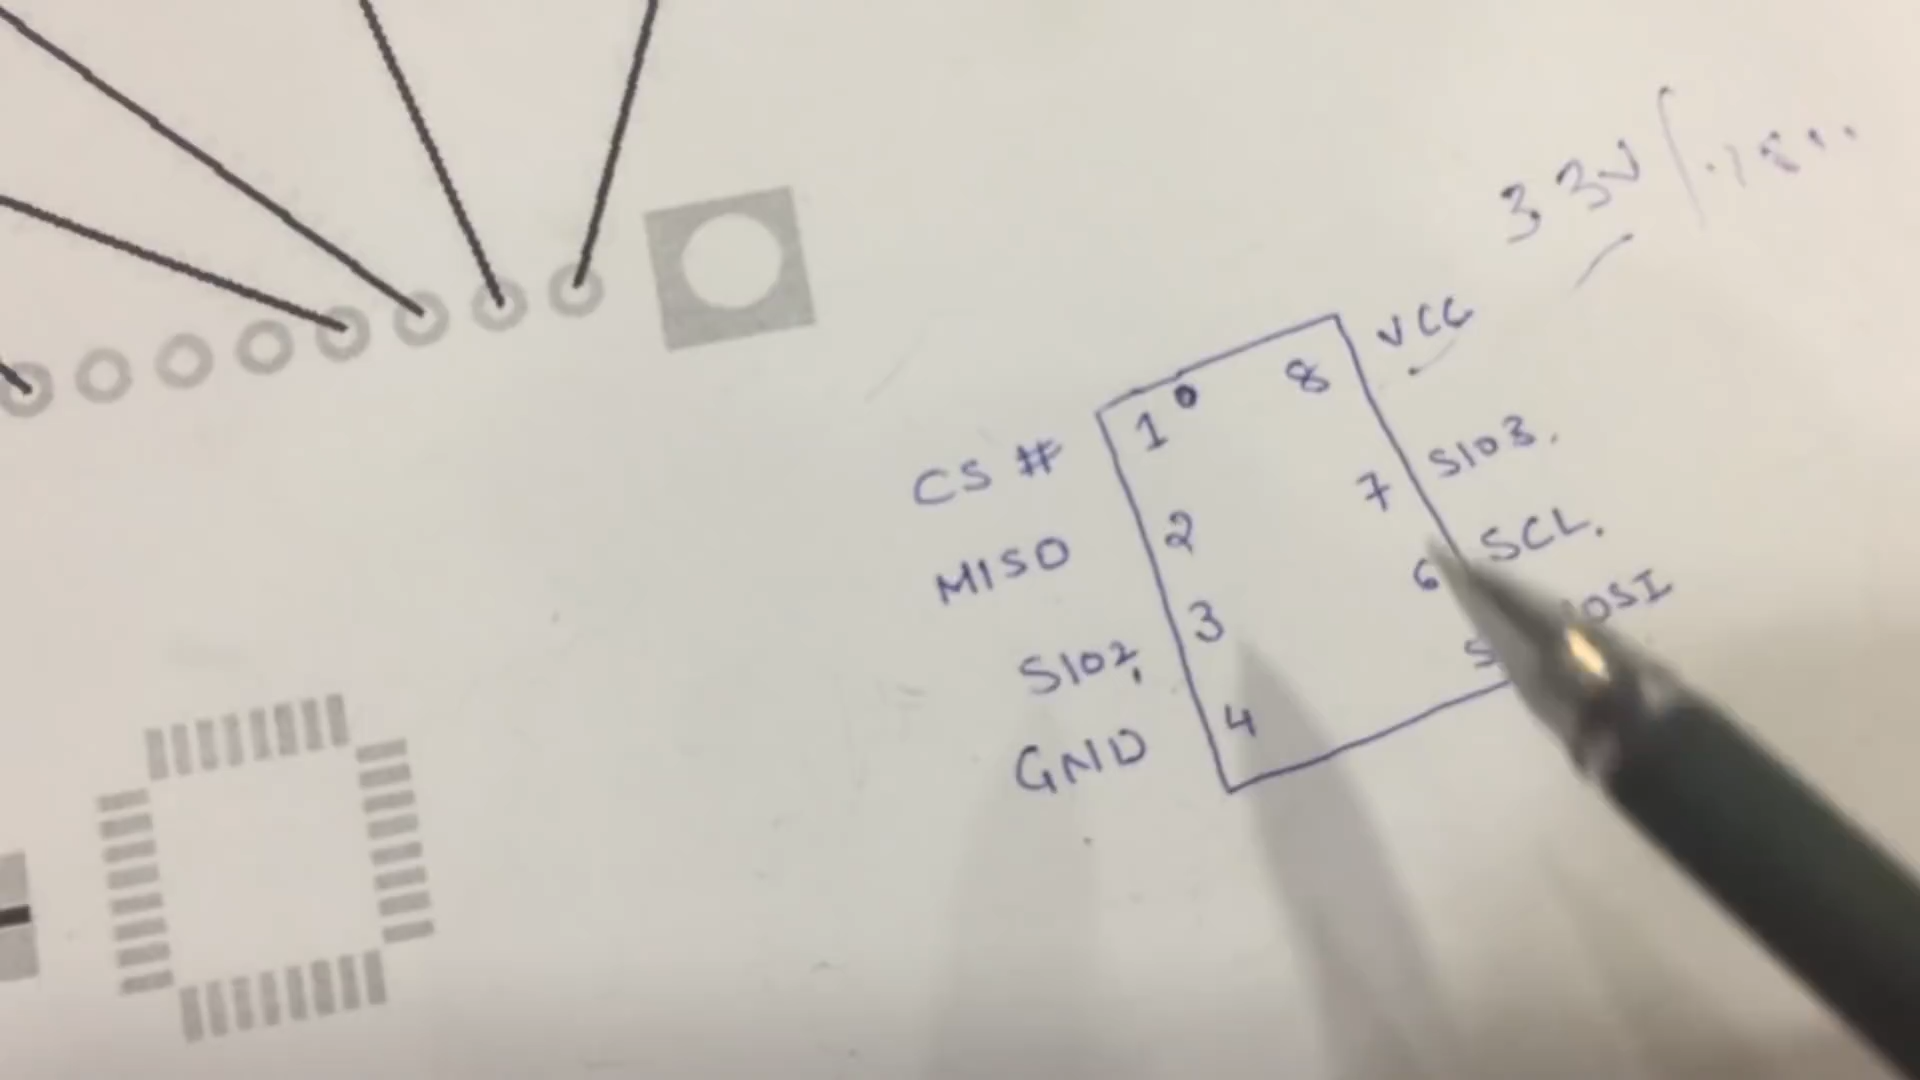 3 3V
VCC
1 8
CS #
7 SIO3.
MISO 2
6 SCL.
SIO2, 3
GND 4